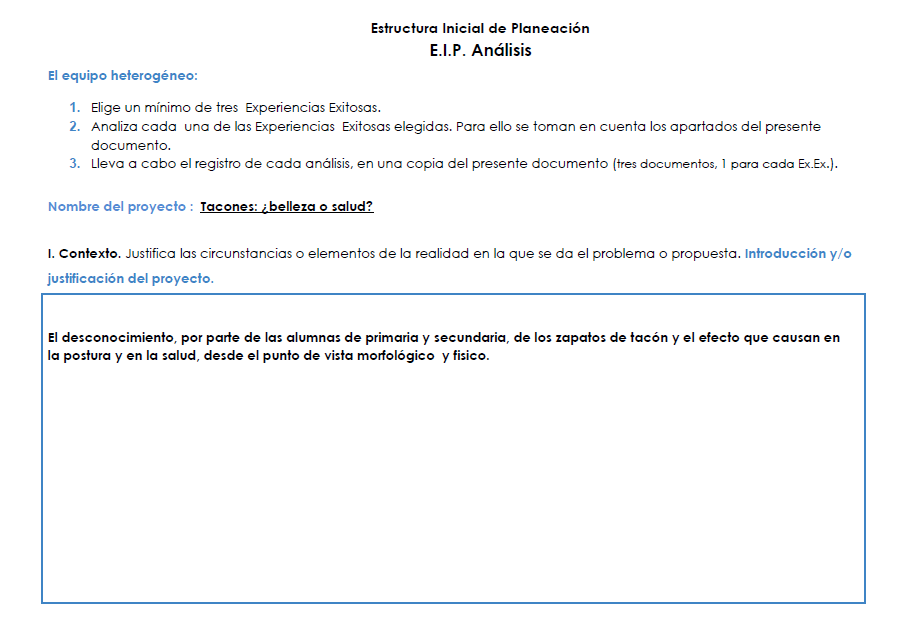 Estructura Inicial de Planeación
E.I.P. Análisis
El equipo heterogéneo:
1. Elige un mínimo de tres Experiencias Exitosas.
2. Analiza cada una de las Experiencias Exitosas elegidas. Para ello se toman en cuenta los apartados del presente
documento.
3. Lleva a cabo el registro de cada análisis, en una copia del presente documento (tres documentos, 1 para cada Ex.Ex.).
Nombre del proyecto : Tacones: ¿belleza o salud?
I. Contexto. Justifica las circunstancias o elementos de la realidad en la que se da el problema o propuesta. Introducción y/o
justificación del proyecto.
El desconocimiento, por parte de las alumnas de primaria y secundaria, de los zapatos de tacón y el efecto que causan en
la postura y en la salud, desde el punto de vista morfológico y fisico.